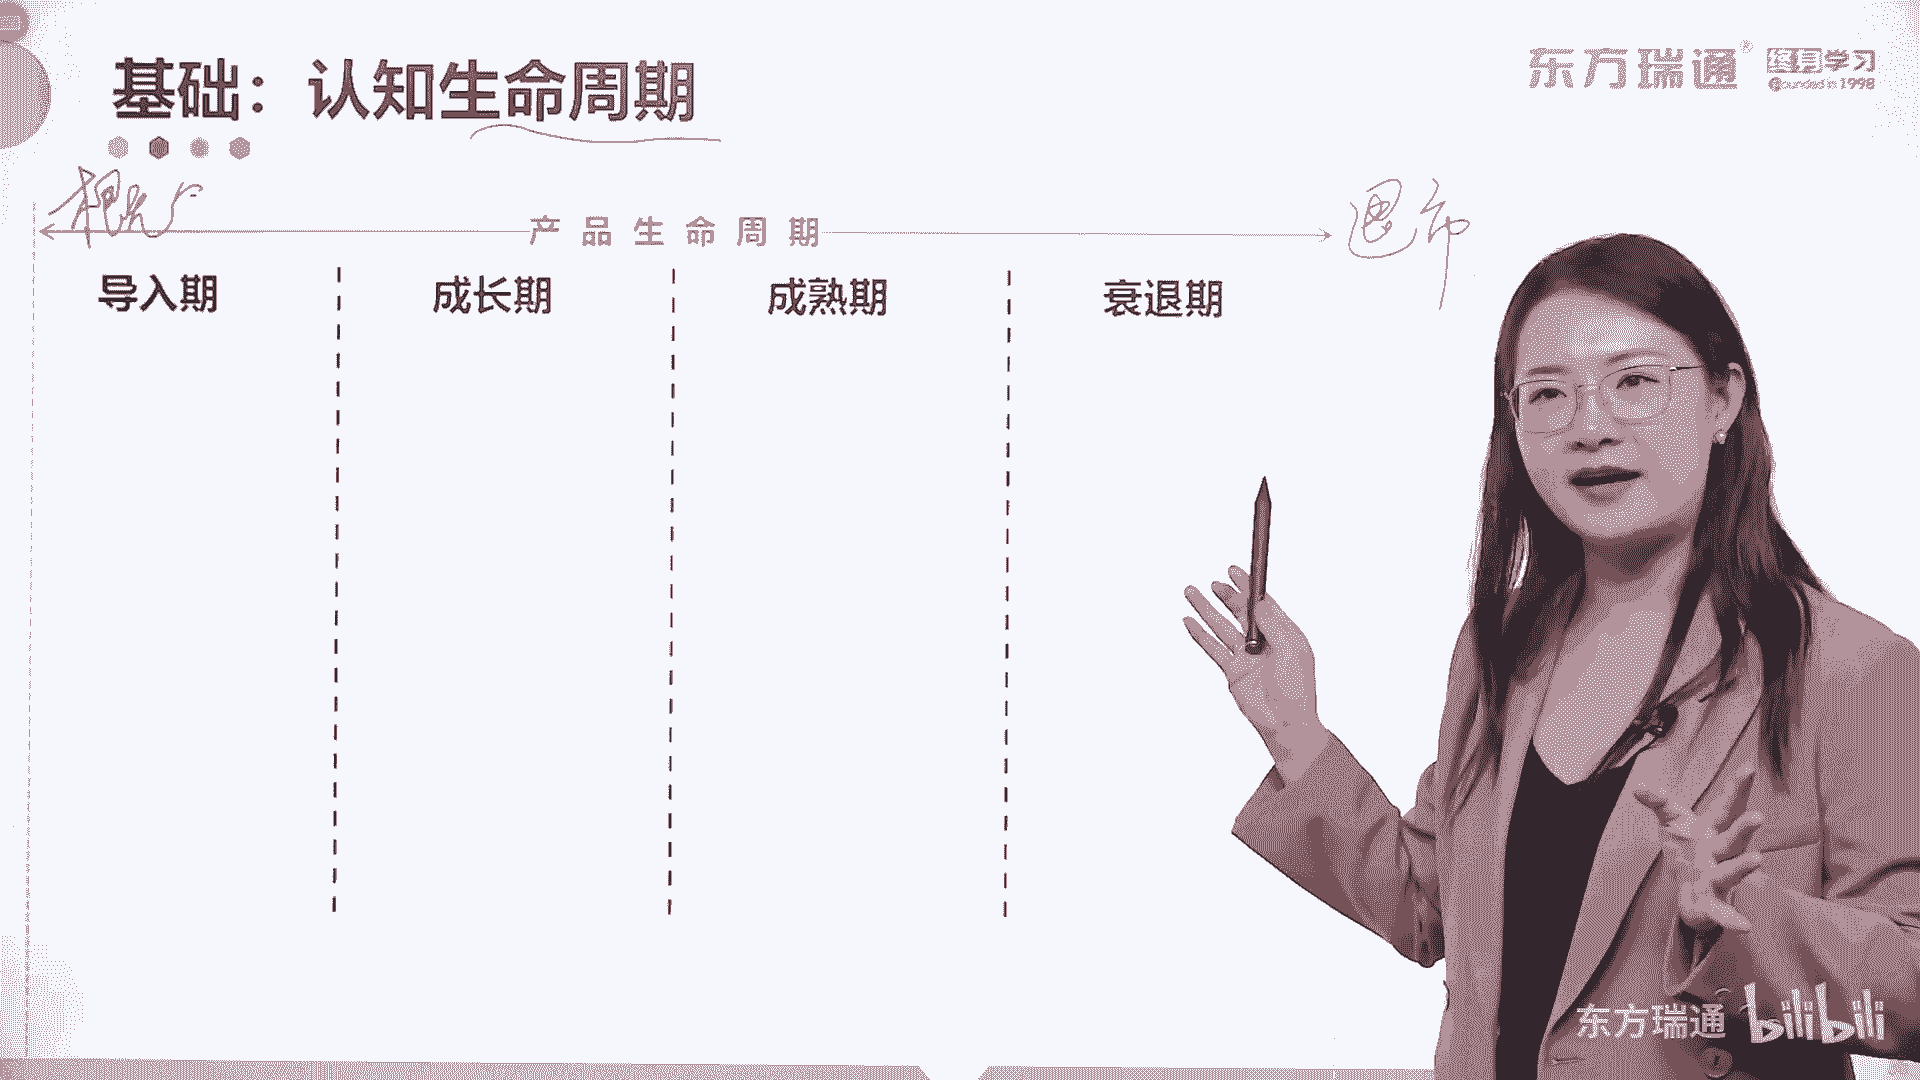 基础：认知生命周期
东方瑞通® 终身学习
Founded in 1998
概念
退市
产品生命周期
导入期
成长期
成熟期
衰退期
东方瑞通 bilibili